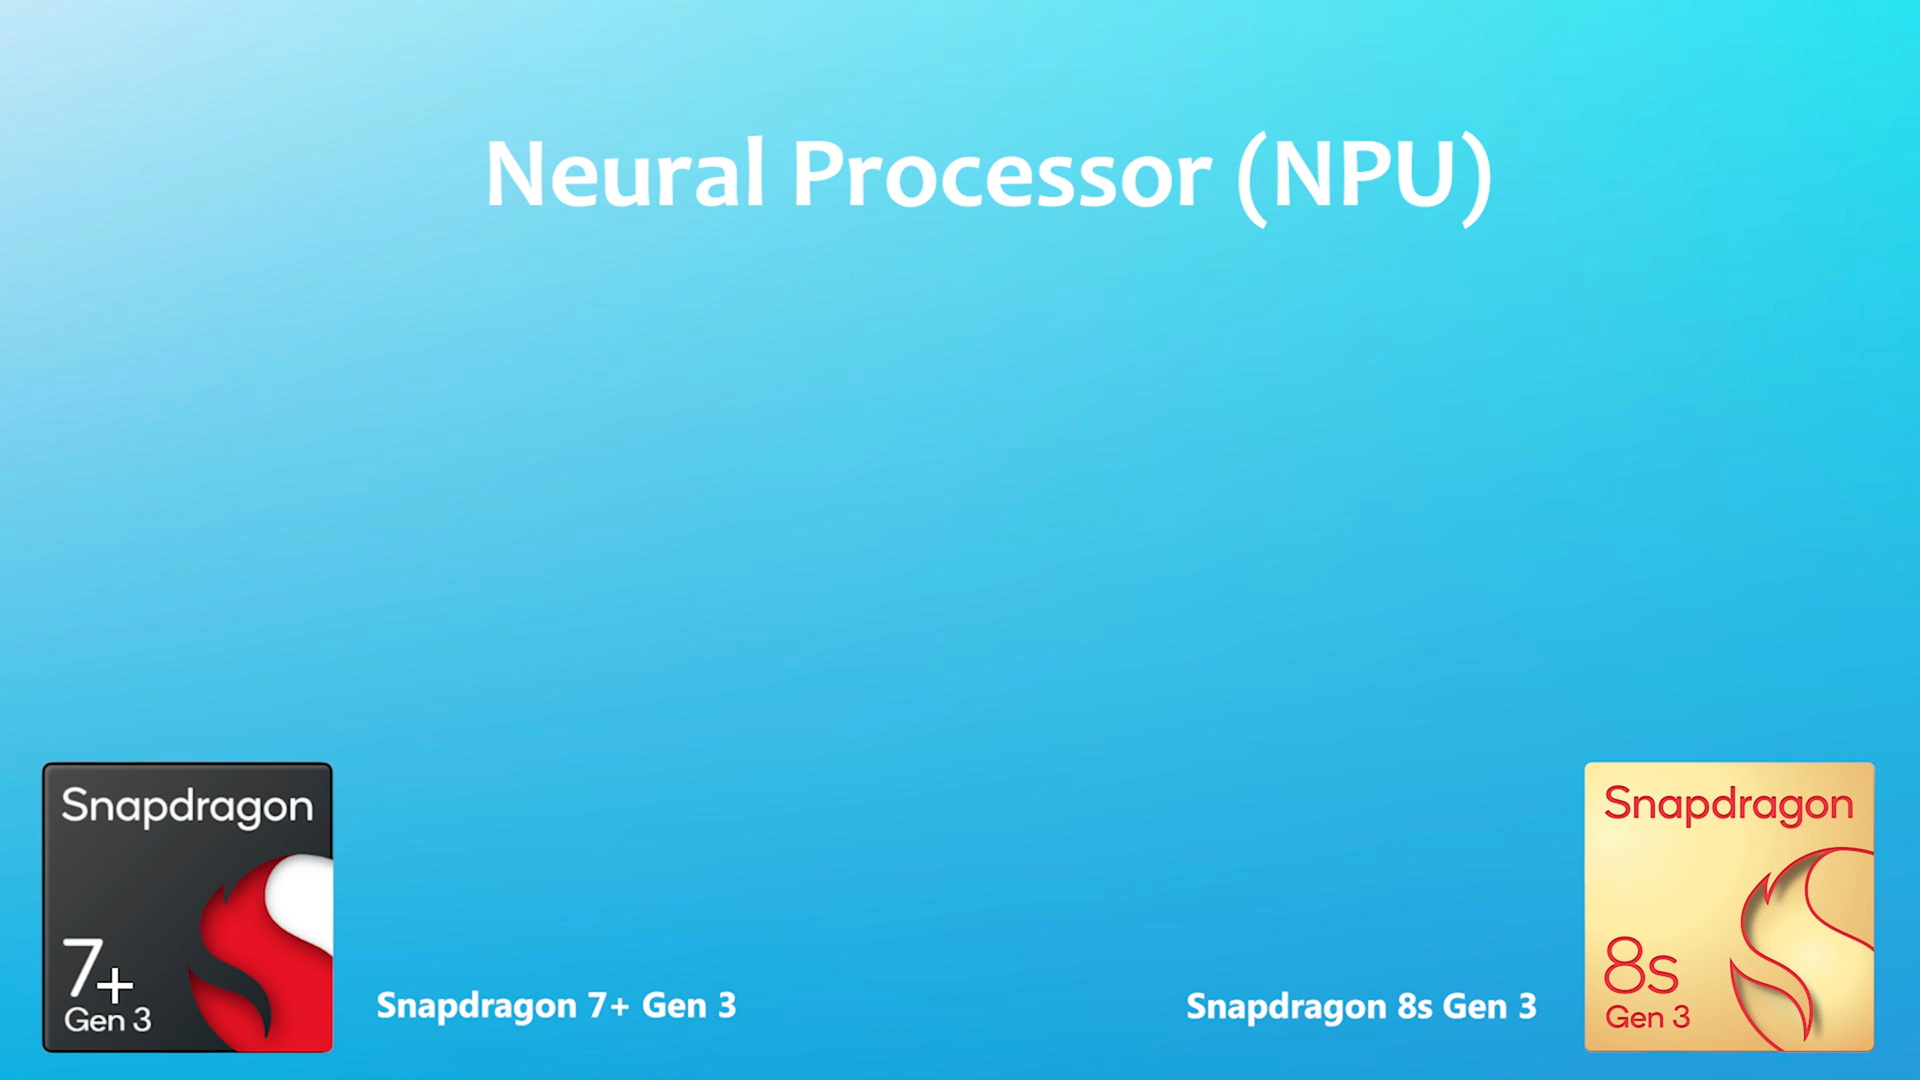 Neural Processor (NPU)
Snapdragon
7+
Gen 3
Snapdragon 7+ Gen 3
Snapdragon 8s Gen 3
Snapdragon
8s
Gen 3